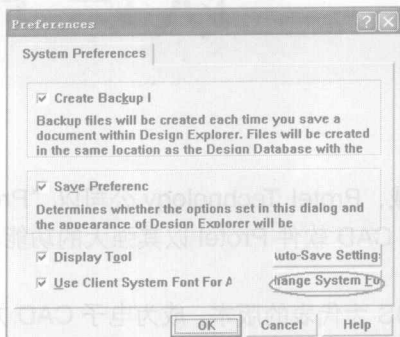 Preferences
System Preferences
Create Backup I
Backup files will be created each time you save a
document within Design Explorer. Files will be created
in the same location as the Design Database with the
Save Preferenc
Determines whether the options set in this dialog and
the appearance of Design Explorer will be
Display Tool
uto-Save Setting
Use Client System Font For A
hange System Fo
OK
Cancel
Help